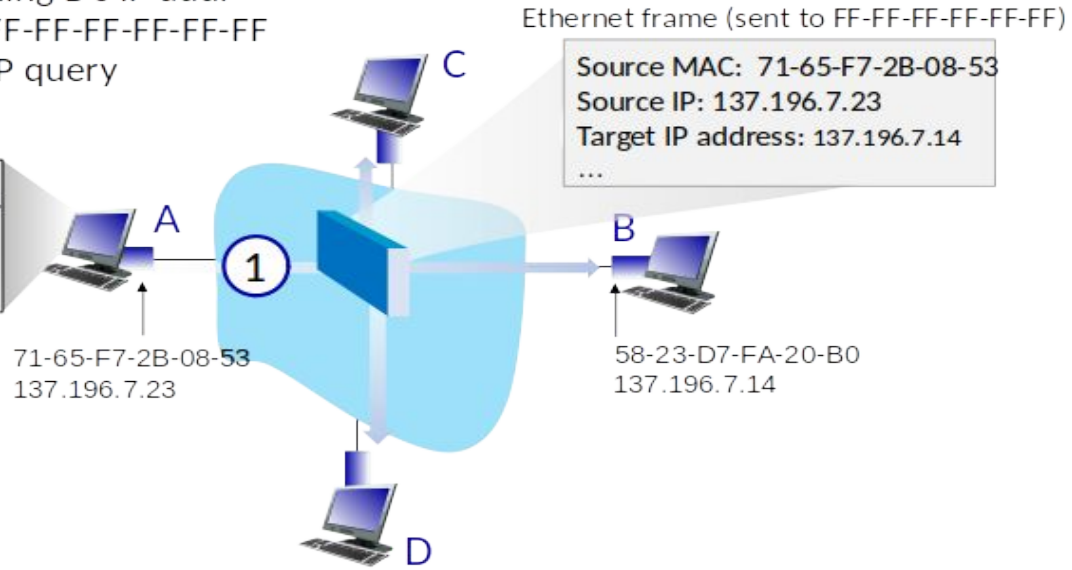 FF-FF-FF-FF-FF-FF
P query
Ethernet frame (sent to FF-FF-FF-FF-FF-FF)
Source MAC: 71-65-F7-2B-08-53
Source IP: 137.196.7.23
Target IP address: 137.196.7.14
...
C
A
B
1
71-65-F7-2B-08-53
137.196.7.23
58-23-D7-FA-20-B0
137.196.7.14
D